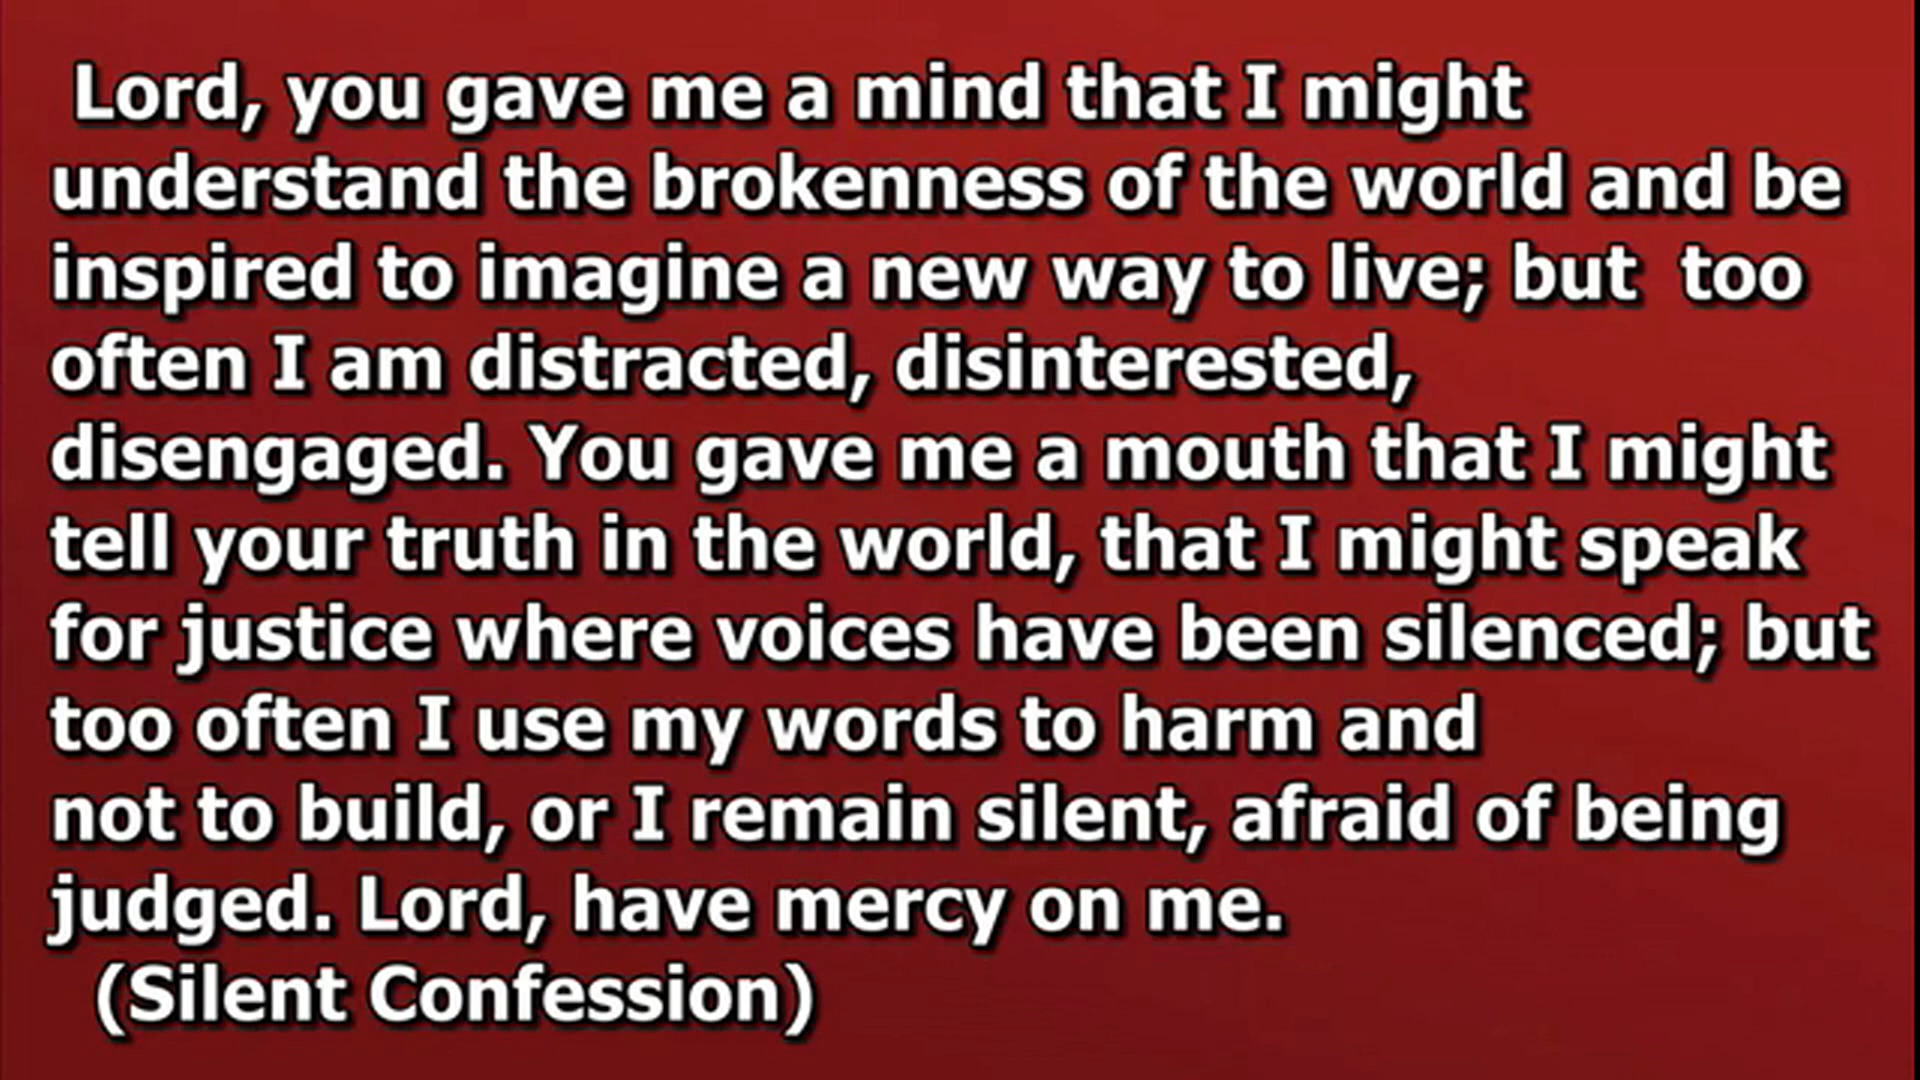 Lord, you gave me a mind that I might
understand the brokenness of the world and be
inspired to imagine a new way to live; but  too
often I am distracted, disinterested,
disengaged. You gave me a mouth that I might
tell your truth in the world, that I might speak
for justice where voices have been silenced; but
too often I use my words to harm and
not to build, or I remain silent, afraid of being
judged. Lord, have mercy on me.
(Silent Confession)